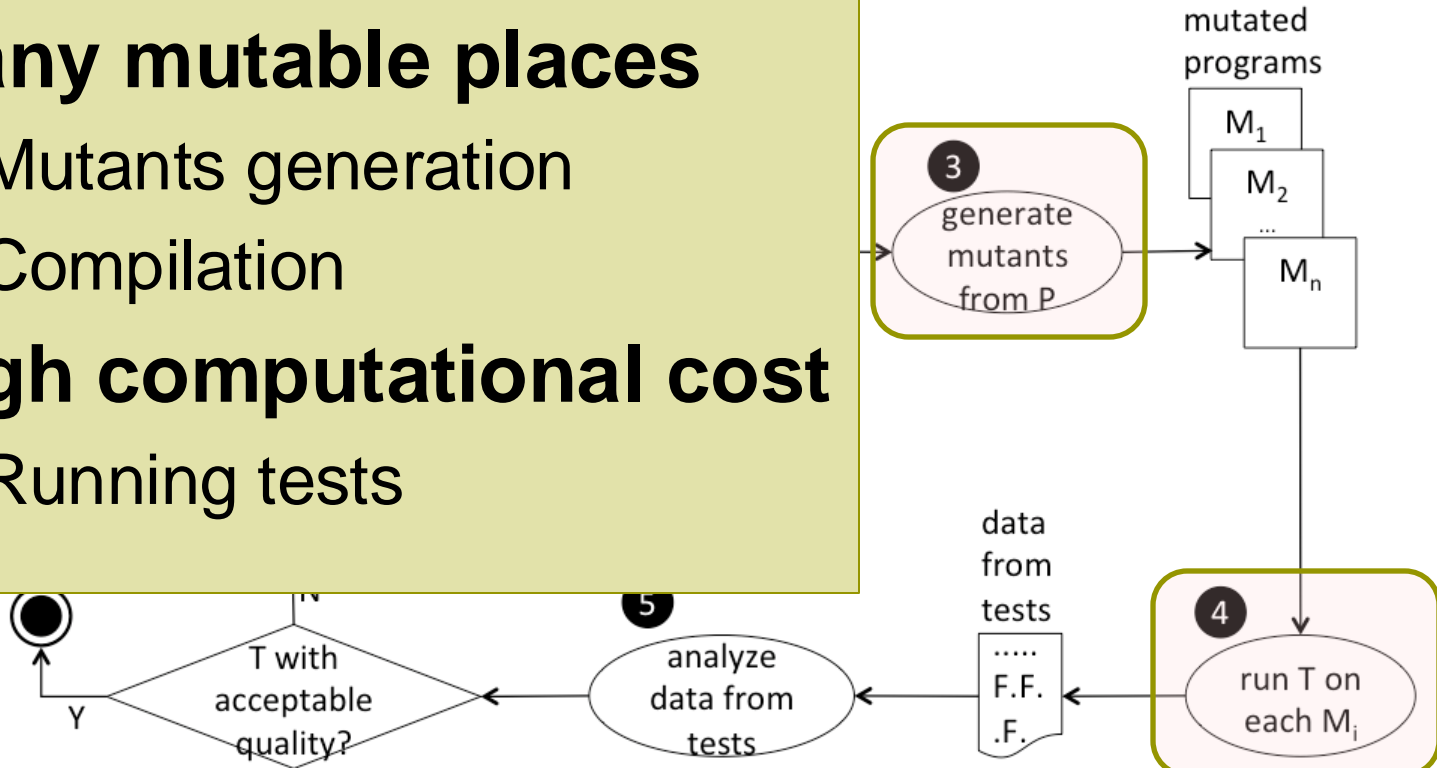 any mutable places
Mutants generation
Compilation
gh computational cost
Running tests
mutated
programs
M1
M2
...
Mn
3
generate
mutants
from P
data
from
tests
.....
F.F.
.F.
4
run T on
each Mi
5
analyze
data from
tests
N
T with
acceptable
quality?
Y